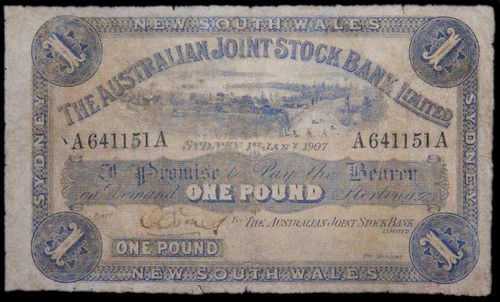 NEW SOUTH WALES
1 1
THE AUSTRALIAN JOINT STOCK BANK LIMITED
SYDNEY SYDNEY
A641151A A641151A
SYDNEY 1ST JANY 1907
I Promise to Pay the Bearer
on Demand ONE POUND Sterling
For THE AUSTRALIAN JOINT STOCK BANK
LIMITED
ONE POUND
Manager
1 1
NEW SOUTH WALES